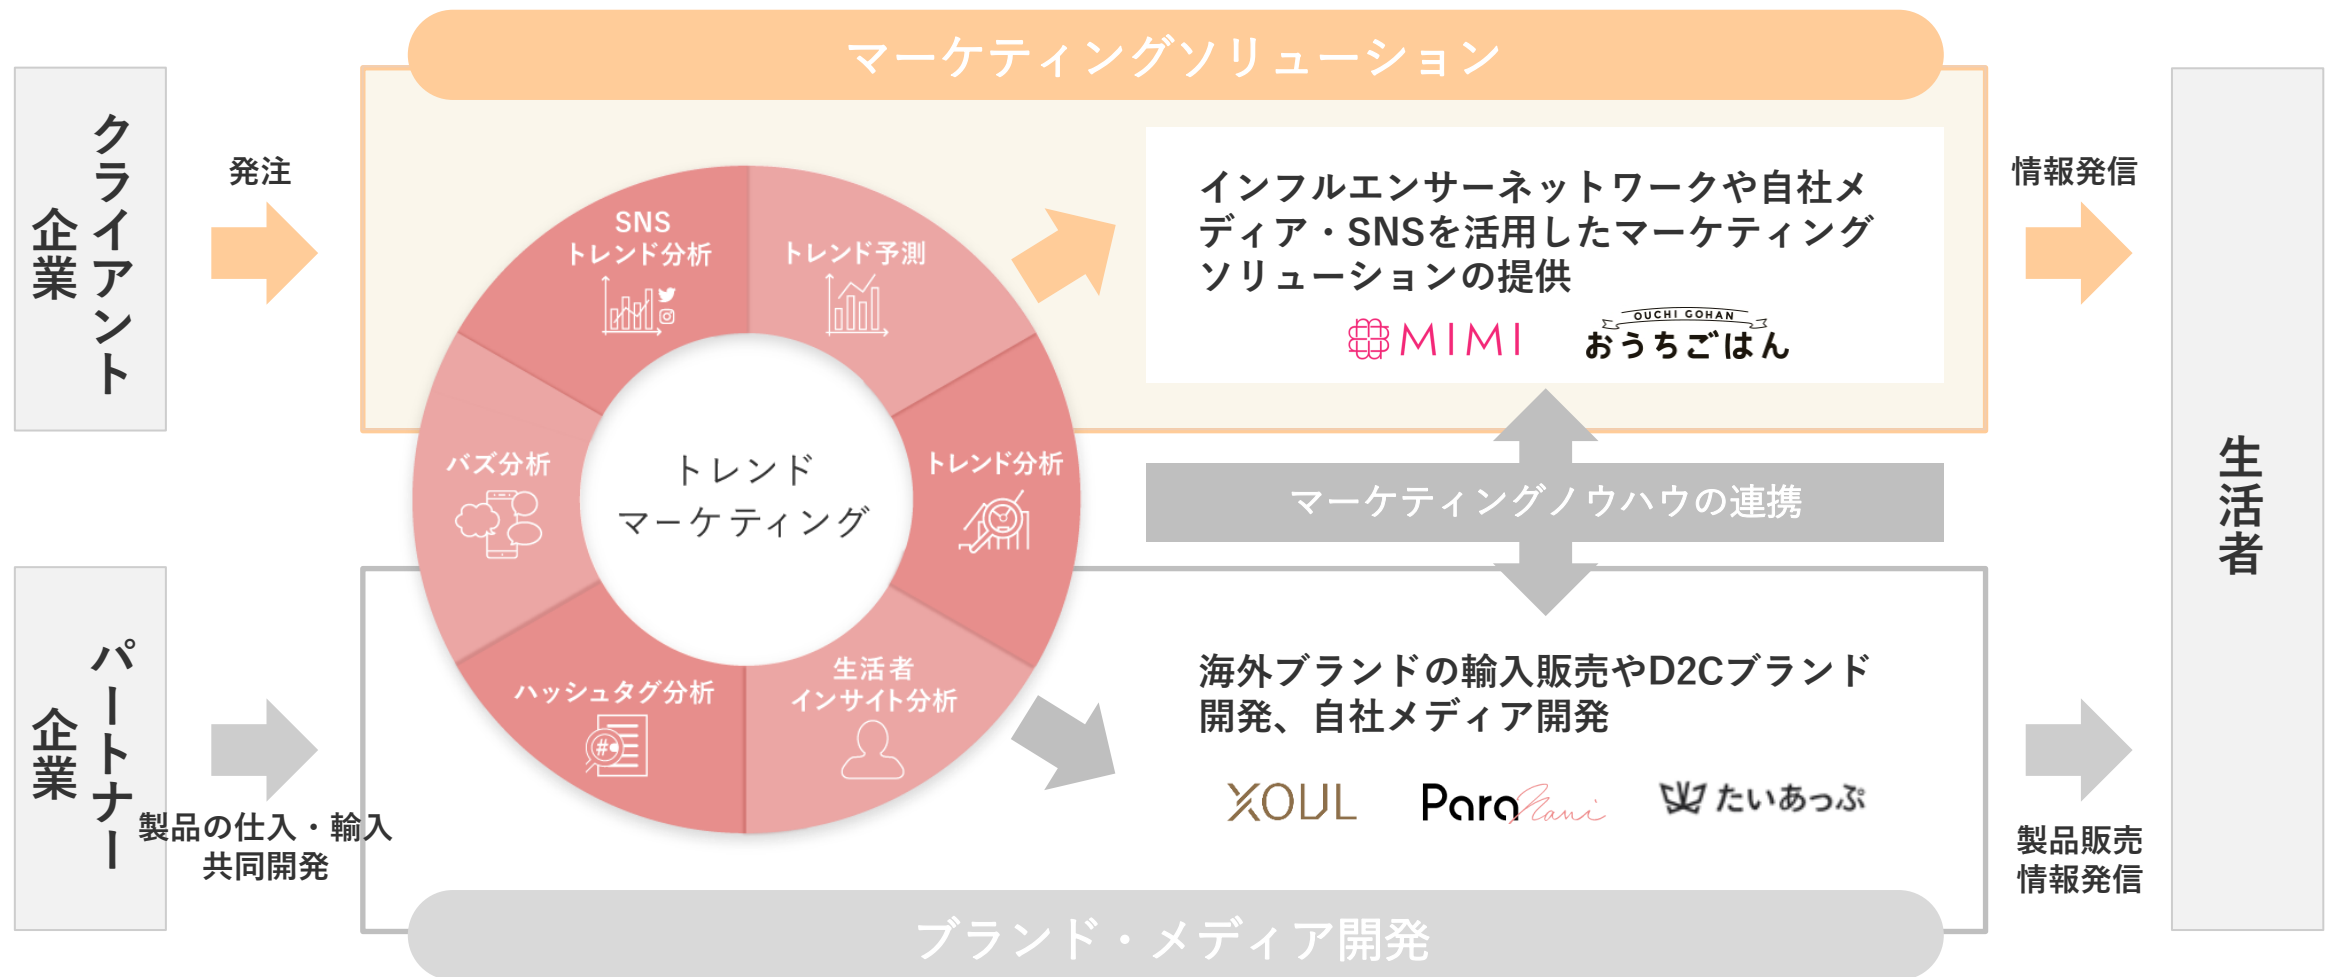 マーケティングソリューション
クライアント
企業
発注
SNS
トレンド分析
トレンド予測
トレンド分析
生活者
インサイト分析
ハッシュタグ分析
#
バズ分析
トレンド
マーケティング
インフルエンサーネットワークや自社メ
ディア・SNSを活用したマーケティング
ソリューションの提供
MIMI
OUCHI GOHAN
おうちごはん
情報発信
マーケティングノウハウの連携
生活者
パートナー
企業
製品の仕入・輸入
共同開発
海外ブランドの輸入販売やD2Cブランド
開発、自社メディア開発
XOUL
ParaNani
たいあっぷ
製品販売
情報発信
ブランド・メディア開発